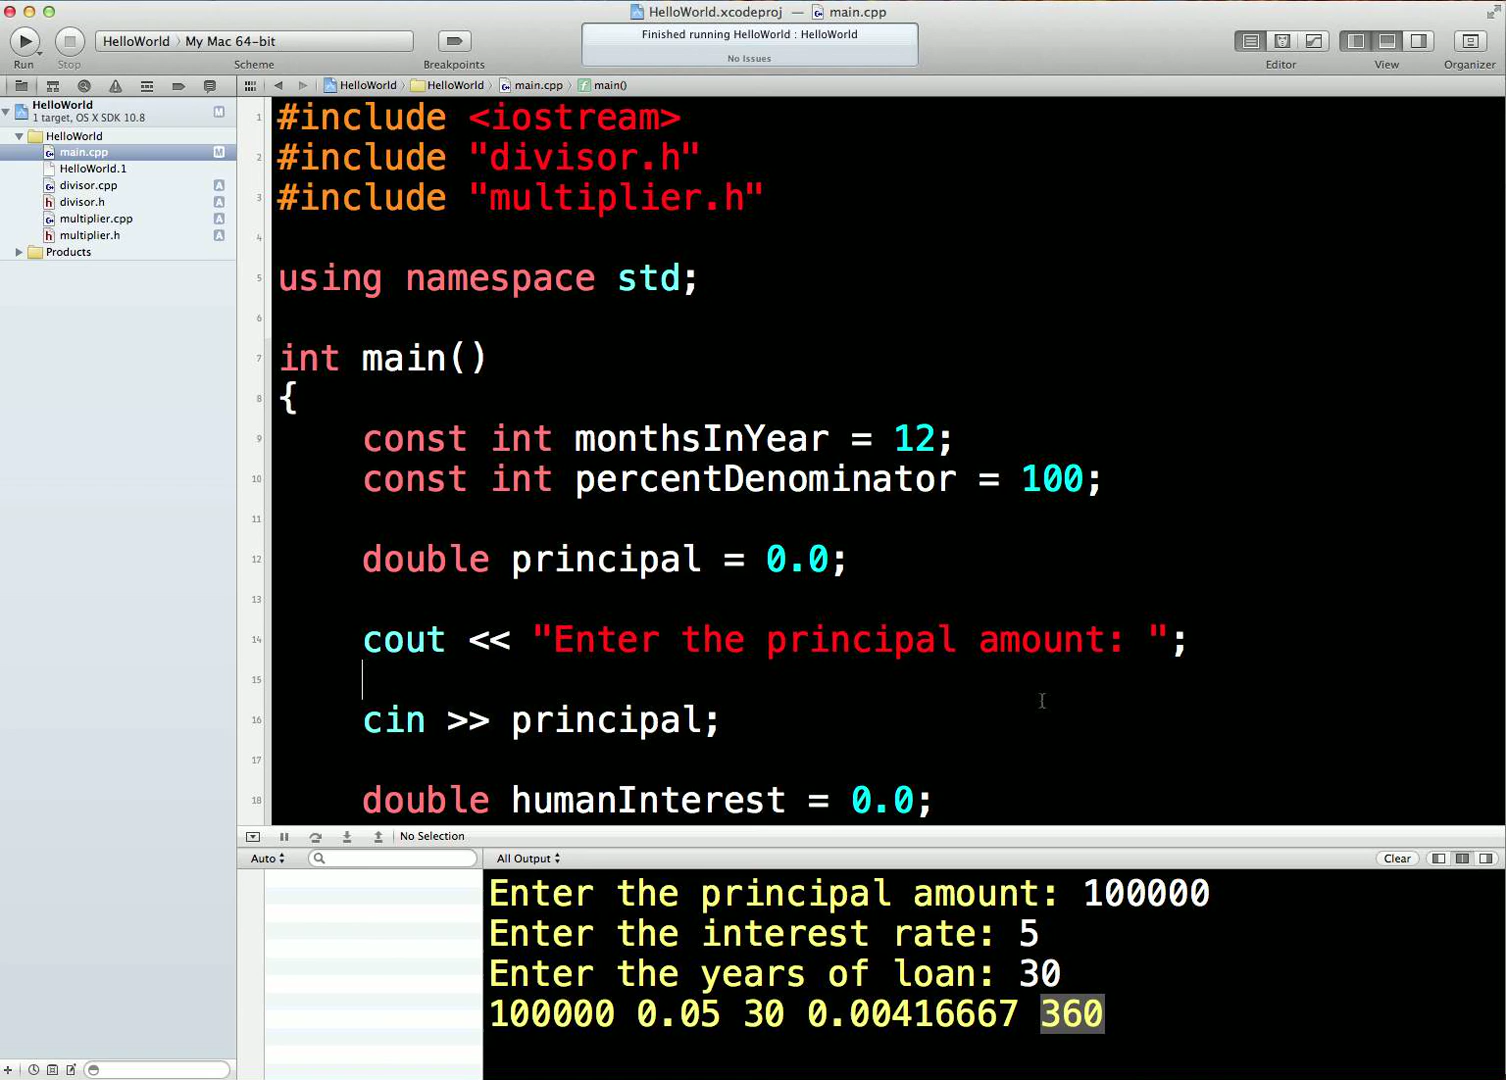 HelloWorld.xcodeproj — main.cpp
Run
Stop
HelloWorld 〉 My Mac 64-bit
Scheme
Breakpoints
Finished running HelloWorld : HelloWorld
No Issues
Editor
View
Organizer
HelloWorld 〉 HelloWorld 〉 main.cpp 〉 main()
HelloWorld M
1 target, OS X SDK 10.8
HelloWorld
main.cpp M
HelloWorld.1
divisor.cpp A
divisor.h A
multiplier.cpp A
multiplier.h A
Products
1 #include <iostream>
2 #include "divisor.h"
3 #include "multiplier.h"
4
5 using namespace std;
6
7 int main()
8 {
9 const int monthsInYear = 12;
10 const int percentDenominator = 100;
11
12 double principal = 0.0;
13
14 cout << "Enter the principal amount: ";
15
16 cin >> principal;
17
18 double humanInterest = 0.0;
No Selection
Auto
All Output
Clear
Enter the principal amount: 100000
Enter the interest rate: 5
Enter the years of loan: 30
100000 0.05 30 0.00416667 360